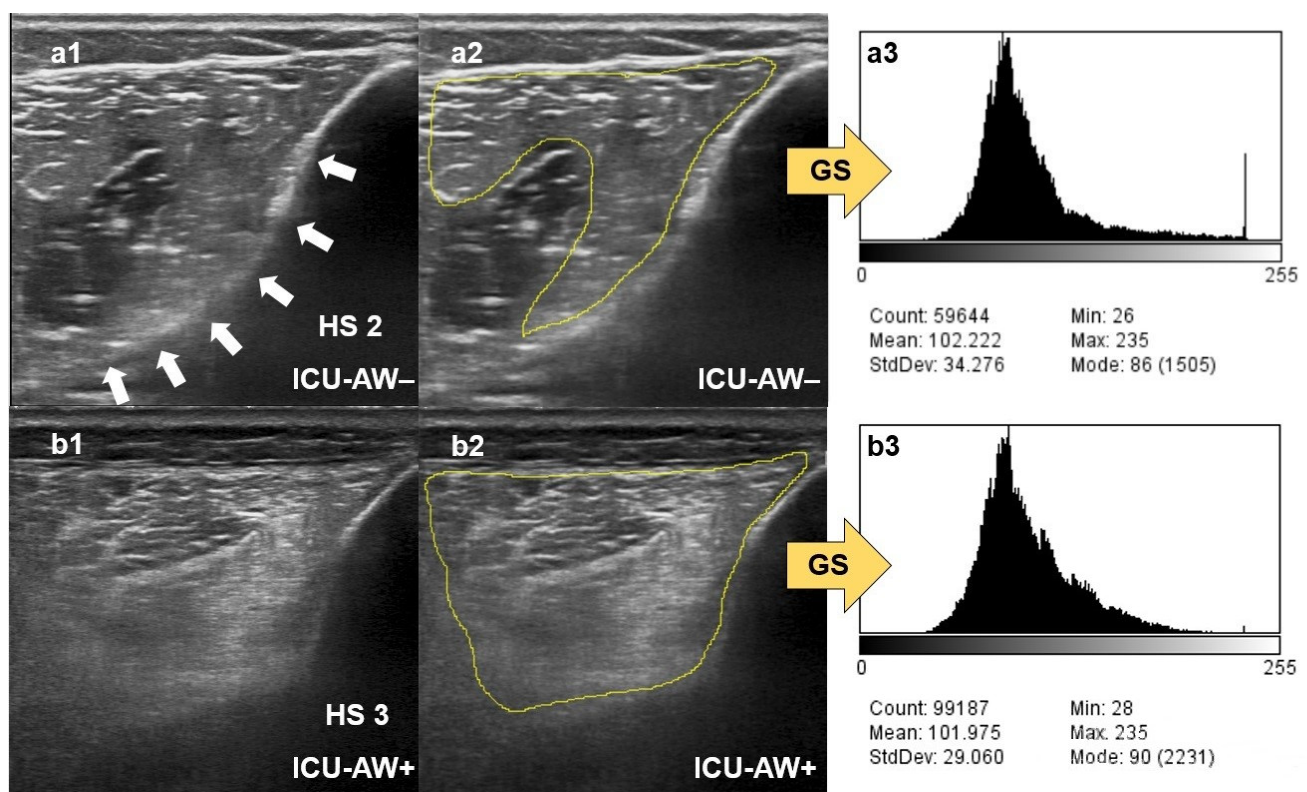 a1
a2
a3
GS
HS 2
ICU-AW–
ICU-AW–
0
255
Count: 59644
Min: 26
Mean: 102.222
Max: 235
StdDev: 34.276
Mode: 86 (1505)
b1
b2
b3
GS
HS 3
ICU-AW+
ICU-AW+
0
255
Count: 99187
Min: 28
Mean: 101.975
Max. 235
StdDev: 29.060
Mode: 90 (2231)